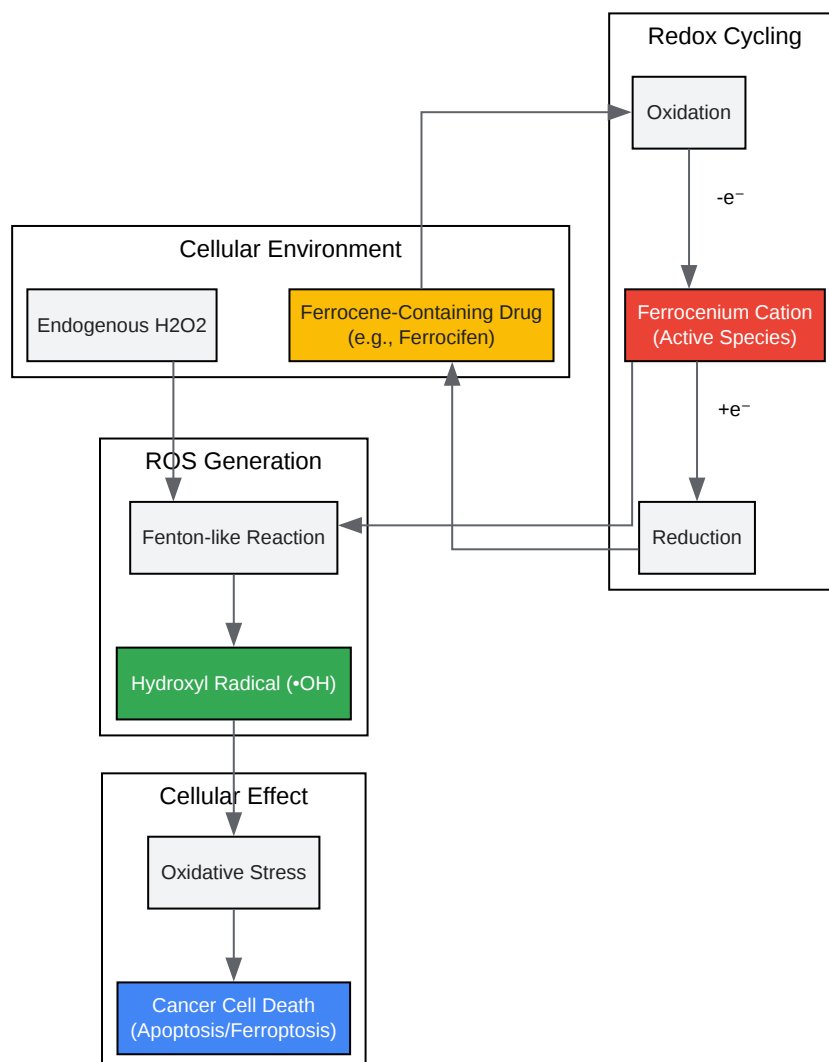 Redox Cycling
Oxidation
-e⁻
Cellular Environment
Endogenous H2O2
Ferrocene-Containing Drug
(e.g., Ferrocifen)
Ferrocenium Cation
(Active Species)
+e⁻
ROS Generation
Fenton-like Reaction
Reduction
Hydroxyl Radical (•OH)
Cellular Effect
Oxidative Stress
Cancer Cell Death
(Apoptosis/Ferroptosis)